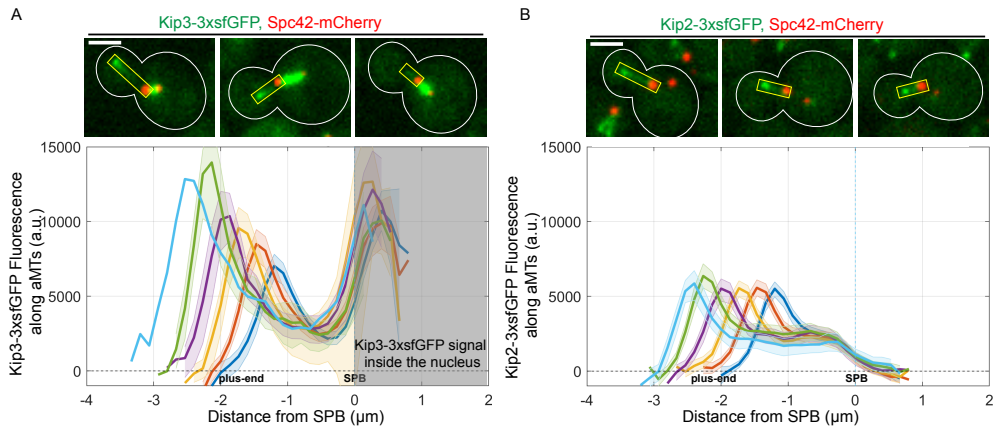 A
Kip3-3xsfGFP, Spc42-mCherry
15000
10000
5000
0
Kip3-3xsfGFP Fluorescence
along aMTs (a.u.)
Kip3-3xsfGFP signal
inside the nucleus
plus-end
SPB
-4
-3
-2
-1
0
1
2
Distance from SPB (μm)
B
Kip2-3xsfGFP, Spc42-mCherry
15000
10000
5000
0
Kip2-3xsfGFP Fluorescence
along aMTs (a.u.)
plus-end
SPB
-4
-3
-2
-1
0
1
2
Distance from SPB (μm)